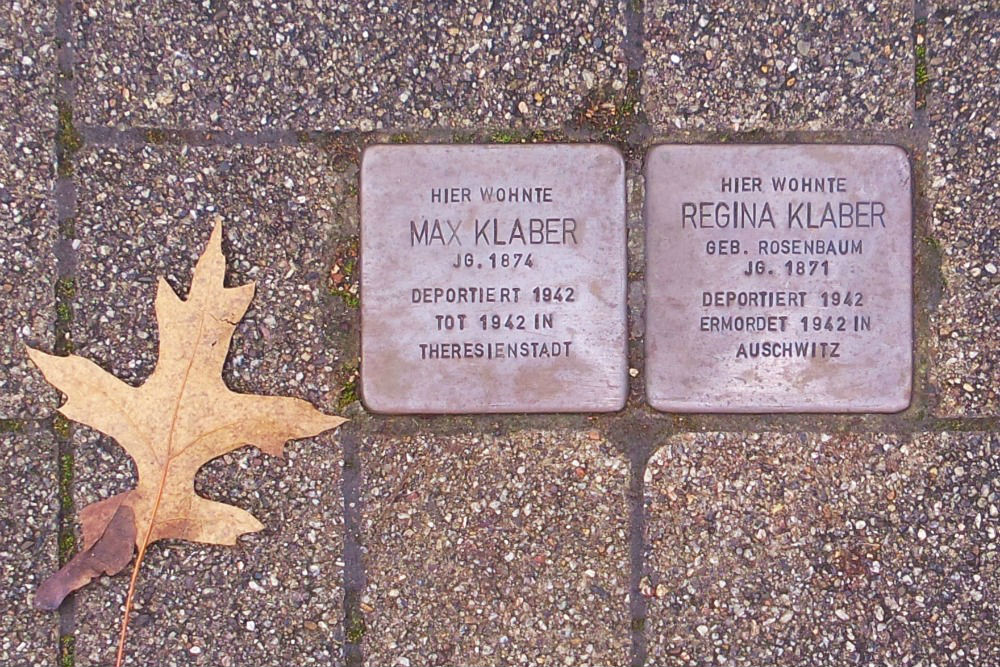 HIER WOHNTE
MAX KLABER
JG. 1874
DEPORTIERT 1942
TOT 1942 IN
THERESIENSTADT
HIER WOHNTE
REGINA KLABER
GEB. ROSENBAUM
JG. 1871
DEPORTIERT 1942
ERMORDET 1942 IN
AUSCHWITZ